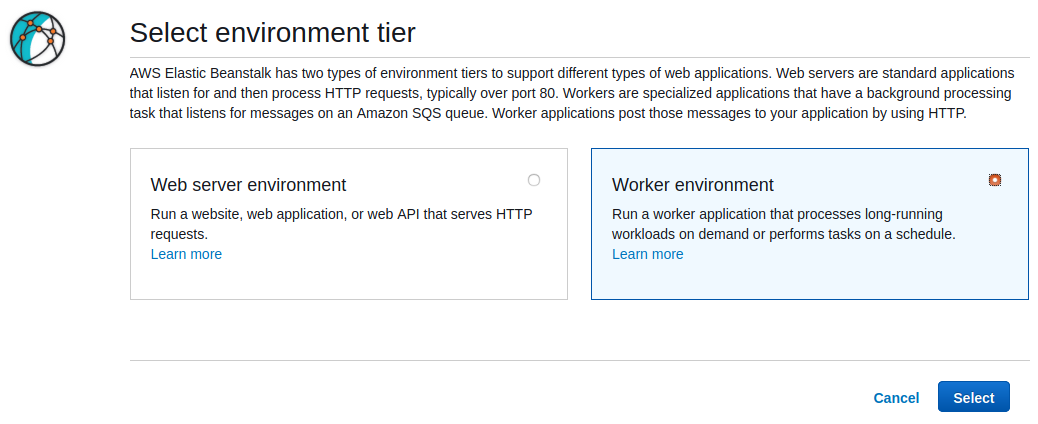 Select environment tier
AWS Elastic Beanstalk has two types of environment tiers to support different types of web applications. Web servers are standard applications
that listen for and then process HTTP requests, typically over port 80. Workers are specialized applications that have a background processing
task that listens for messages on an Amazon SQS queue. Worker applications post those messages to your application by using HTTP.
Web server environment
Run a website, web application, or web API that serves HTTP
requests.
Learn more
Worker environment
Run a worker application that processes long-running
workloads on demand or performs tasks on a schedule.
Learn more
Cancel
Select